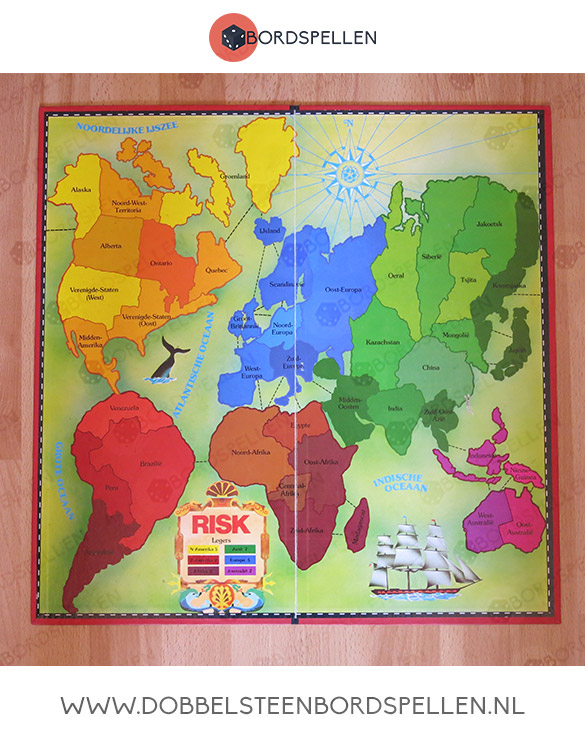 BORDSPELLEN
NOORDELIJKE IJSZEE
N
Groenland
Alaska
Noord-West-
Territoria
Alberta
Ontario
Quebec
Verenigde-Staten
(West)
Verenigde-Staten
(Oost)
Midden-
Amerika
IJsland
Scandinavië
Oost-Europa
Groot-
Brittannië
Noord-
Europa
West-
Europa
Zuid-
Europa
Jakoetsk
Siberië
Oeral
Tsjita
Kamtsjatka
Mongolië
Japan
Kazachstan
China
Midden-
Oosten
India
Zuid-Oost-
Azië
ATLANTISCHE OCEAAN
Venezuela
Brazilië
Peru
Argentinië
GROTE OCEAAN
Noord-Afrika
Egypte
Oost-Afrika
Centraal-
Afrika
Zuid-Afrika
Madagascar
INDISCHE
OCEAAN
Indonesië
Nieuw-
Guinea
West-
Australië
Oost-
Australië
RISK
Legers
N-Amerika 5
Azië 7
Europa 5
Australië 2
WWW.DOBBELSTEENBORDSPELLEN.NL